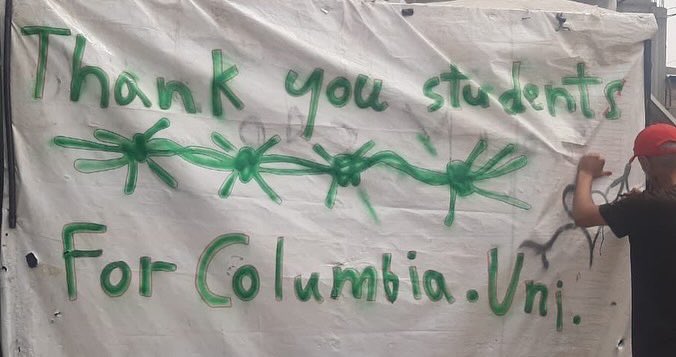 Thank you students
For Columbia. Uni.